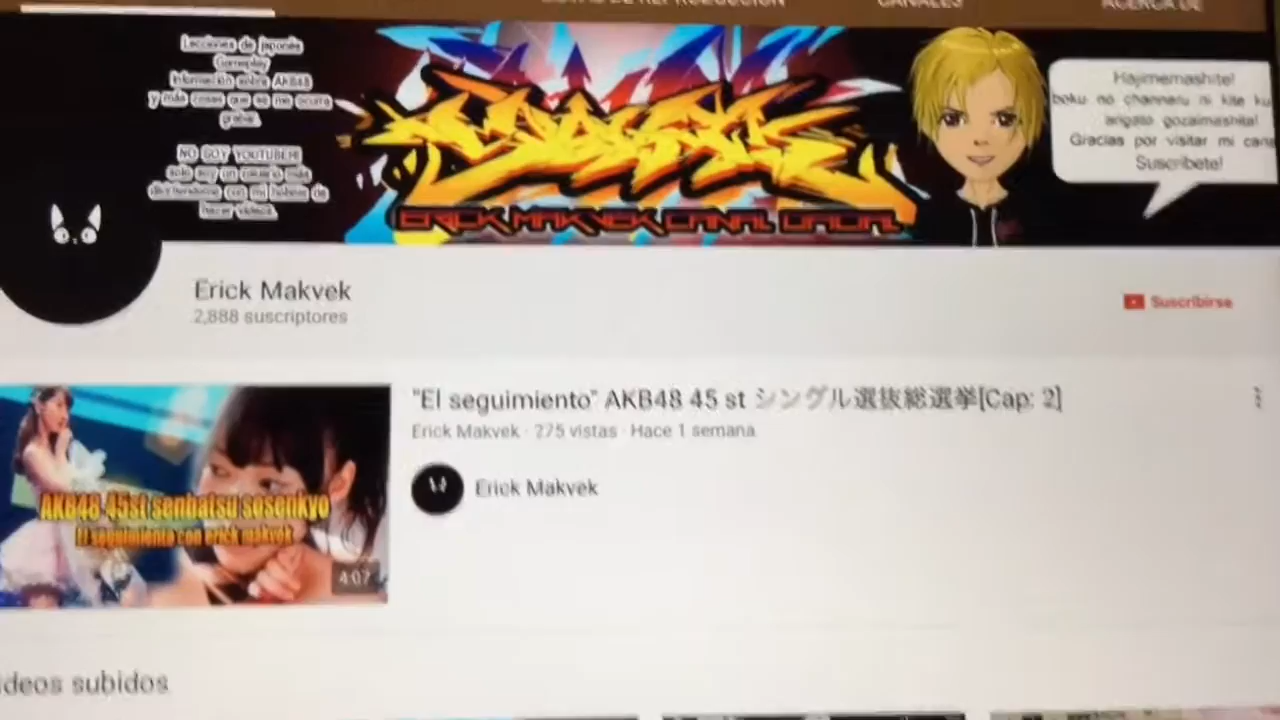 CANALES
ACERCA DE
Lecciones de japonés
Gameplay
Información sobre AKB48
y más cosas que se me ocurra
grabar.
NO SOY YOUTUBER!
solo soy un usuario más
divirtiendome con mi hobbie de
hacer videos.
ERICK MAKVEK CANAL OFICIAL
Hajimemashite!
boku no channeru ni kite ku
arigato gozaimashita!
Gracias por visitar mi cana
Suscribete!
Erick Makvek
2,888 suscriptores
Suscribirse
"El seguimiento" AKB48 45 st シングル選抜総選挙[Cap: 2]
Erick Makvek · 275 vistas · Hace 1 semana
Erick Makvek
AKB48 45st senbatsu sosenkyo
El seguimiento con erick makvek
4:07
ideos subidos